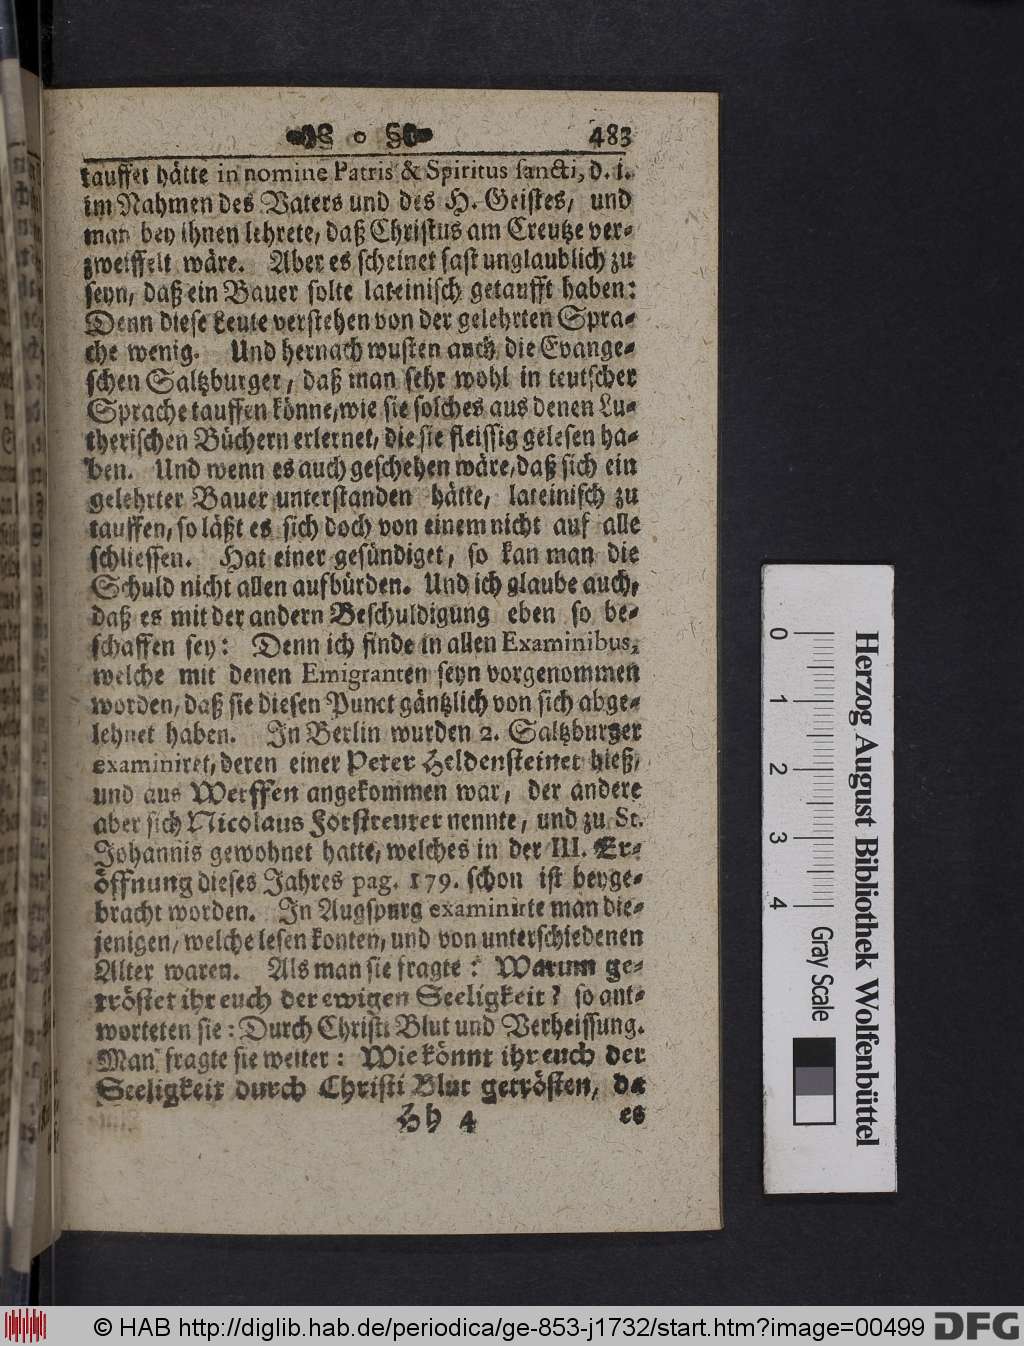 483
tauffet hätte in nomine Patris & Spiritus sancti, d. i.
im Nahmen des Vaters und des H. Geistes, und
man bey ihnen lehrete, daß Christus am Creutze ver-
zweiffelt wäre. Aber es scheinet fast unglaublich zu
seyn, daß ein Bauer solte lateinisch getaufft haben:
Denn diese Leute verstehen von der gelehrten Spra-
che wenig. Und hernach wusten auch die Evange-
schen Saltzburger, daß man sehr wohl in teutscher
Sprache tauffen könne, wie sie solches aus denen Lu-
therischen Büchern erlernet, die sie fleissig gelesen ha-
ben. Und wenn es auch geschehen wäre, daß sich ein
gelehrter Bauer unterstanden hätte, lateinisch zu
tauffen, so läßt es sich doch von einem nicht auf alle
schliessen. Hat einer gesündiget, so kan man die
Schuld nicht allen aufbürden. Und ich glaube auch,
daß es mit der andern Beschuldigung eben so be-
schaffen sey: Denn ich finde in allen Examinibus,
welche mit denen Emigranten seyn vorgenommen
worden, daß sie diesen Punct gäntzlich von sich abge-
lehnet haben. In Berlin wurden 2. Saltzburger
examiniret, deren einer Peter Heldensteiner hieß,
und aus Werffen angekommen war, der andere
aber sich Nicolaus Forstreuter nennte, und zu St.
Johannis gewohnet hatte, welches in der III. Er-
öffnung dieses Jahres pag. 179. schon ist beyge-
bracht worden. In Augspurg examinirte man die-
jenigen, welche lesen konten, und von unterschiedenen
Alter waren. Als man sie fragte: Warum ge-
tröstet ihr euch der ewigen Seeligkeit? so ant-
worteten sie: Durch Christi Blut und Verheissung.
Man fragte sie weiter: Wie könnt ihr euch der
Seeligkeit durch Christi Blut getrösten, da
Hh 4 es
Herzog August Bibliothek Wolfenbüttel
0 1 2 3 4 Gray Scale
© HAB http://diglib.hab.de/periodica/ge-853-j1732/start.htm?image=00499 DFG